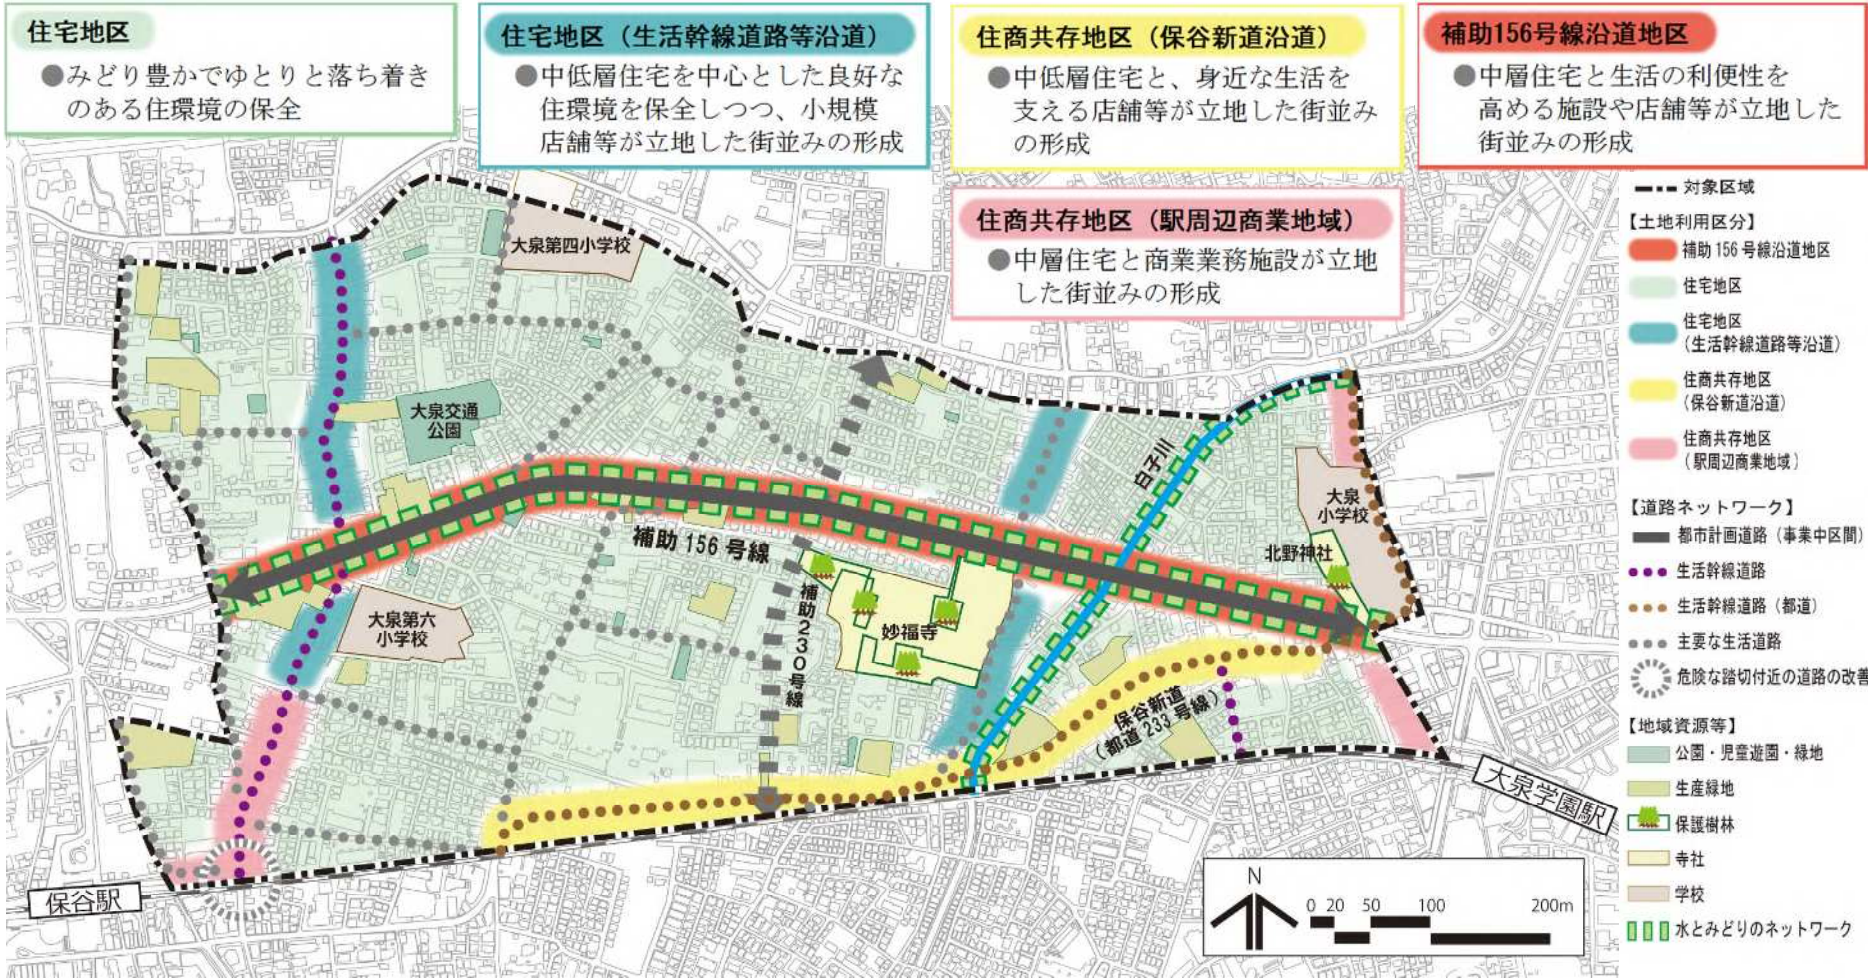 住宅地区
●みどり豊かでゆとりと落ち着き
のある住環境の保全
住宅地区（生活幹線道路等沿道）
●中低層住宅を中心とした良好な
住環境を保全しつつ、小規模
店舗等が立地した街並みの形成
住商共存地区（保谷新道沿道）
●中低層住宅と、身近な生活を
支える店舗等が立地した街並み
の形成
補助156号線沿道地区
●中層住宅と生活の利便性を
高める施設や店舗等が立地した
街並みの形成
住商共存地区（駅周辺商業地域）
●中層住宅と商業業務施設が立地
した街並みの形成
大泉第四小学校
大泉交通
公園
白子川
大泉
小学校
北野神社
補助156号線
補助230号線
妙福寺
大泉第六
小学校
保谷新道
（都道233号線）
大泉学園駅
保谷駅
N
0 20 50 100 200m
対象区域
【土地利用区分】
補助156号線沿道地区
住宅地区
住宅地区
（生活幹線道路等沿道）
住商共存地区
（保谷新道沿道）
住商共存地区
（駅周辺商業地域）
【道路ネットワーク】
都市計画道路（事業中区間）
生活幹線道路
生活幹線道路（都道）
主要な生活道路
危険な踏切付近の道路の改善
【地域資源等】
公園・児童遊園・緑地
生産緑地
保護樹林
寺社
学校
水とみどりのネットワーク